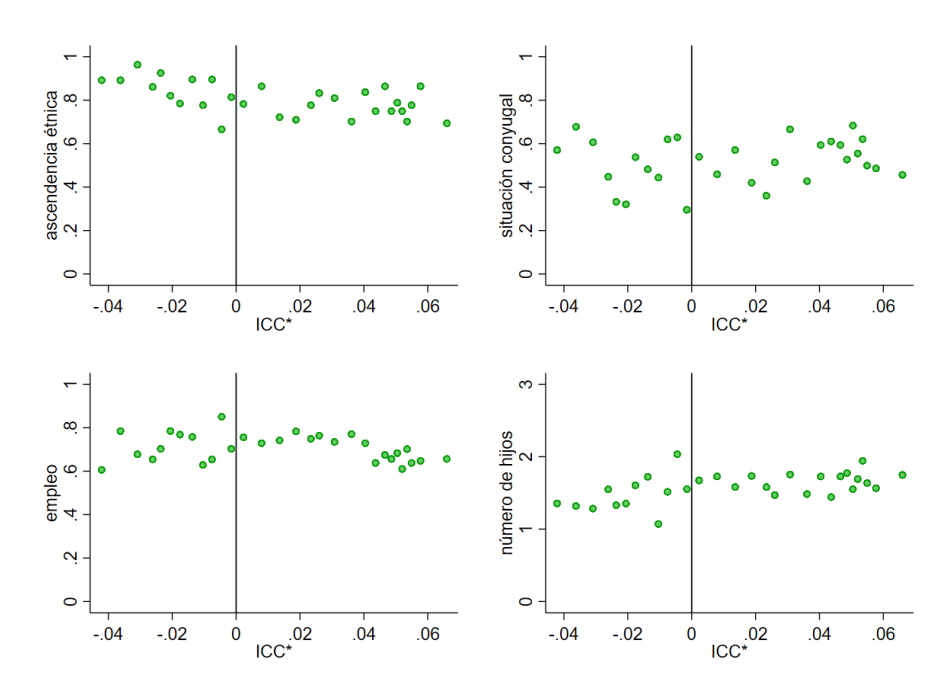 ascendencia étnica
0 .2 .4 .6 .8 1
-.04 -.02 0 .02 .04 .06
ICC*
situación conyugal
0 .2 .4 .6 .8 1
-.04 -.02 0 .02 .04 .06
ICC*
empleo
0 .2 .4 .6 .8 1
-.04 -.02 0 .02 .04 .06
ICC*
número de hijos
0 1 2 3
-.04 -.02 0 .02 .04 .06
ICC*